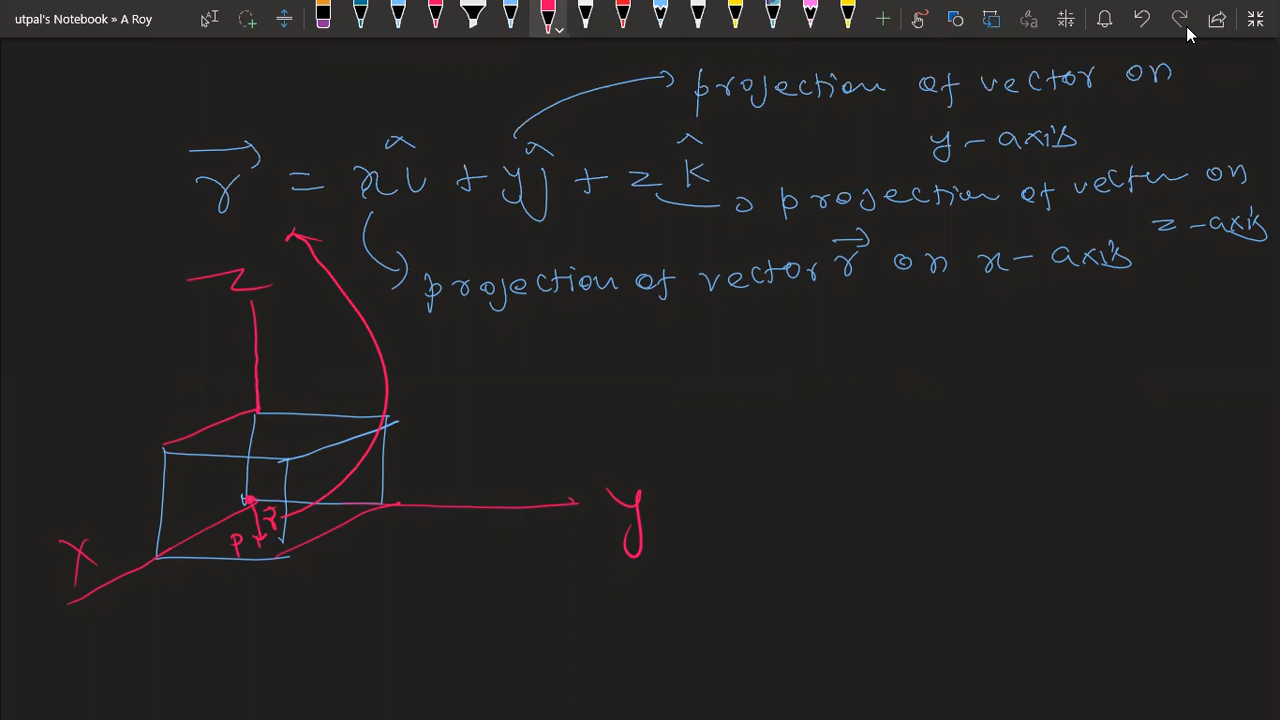 utpal's Notebook » A Roy
projection of vector on
y - axis
r⃗ = xî + yĵ + z k̂
projection of vector on
z - axis
projection of vector r⃗ on x - axis
Z
r⃗
P
Y
X